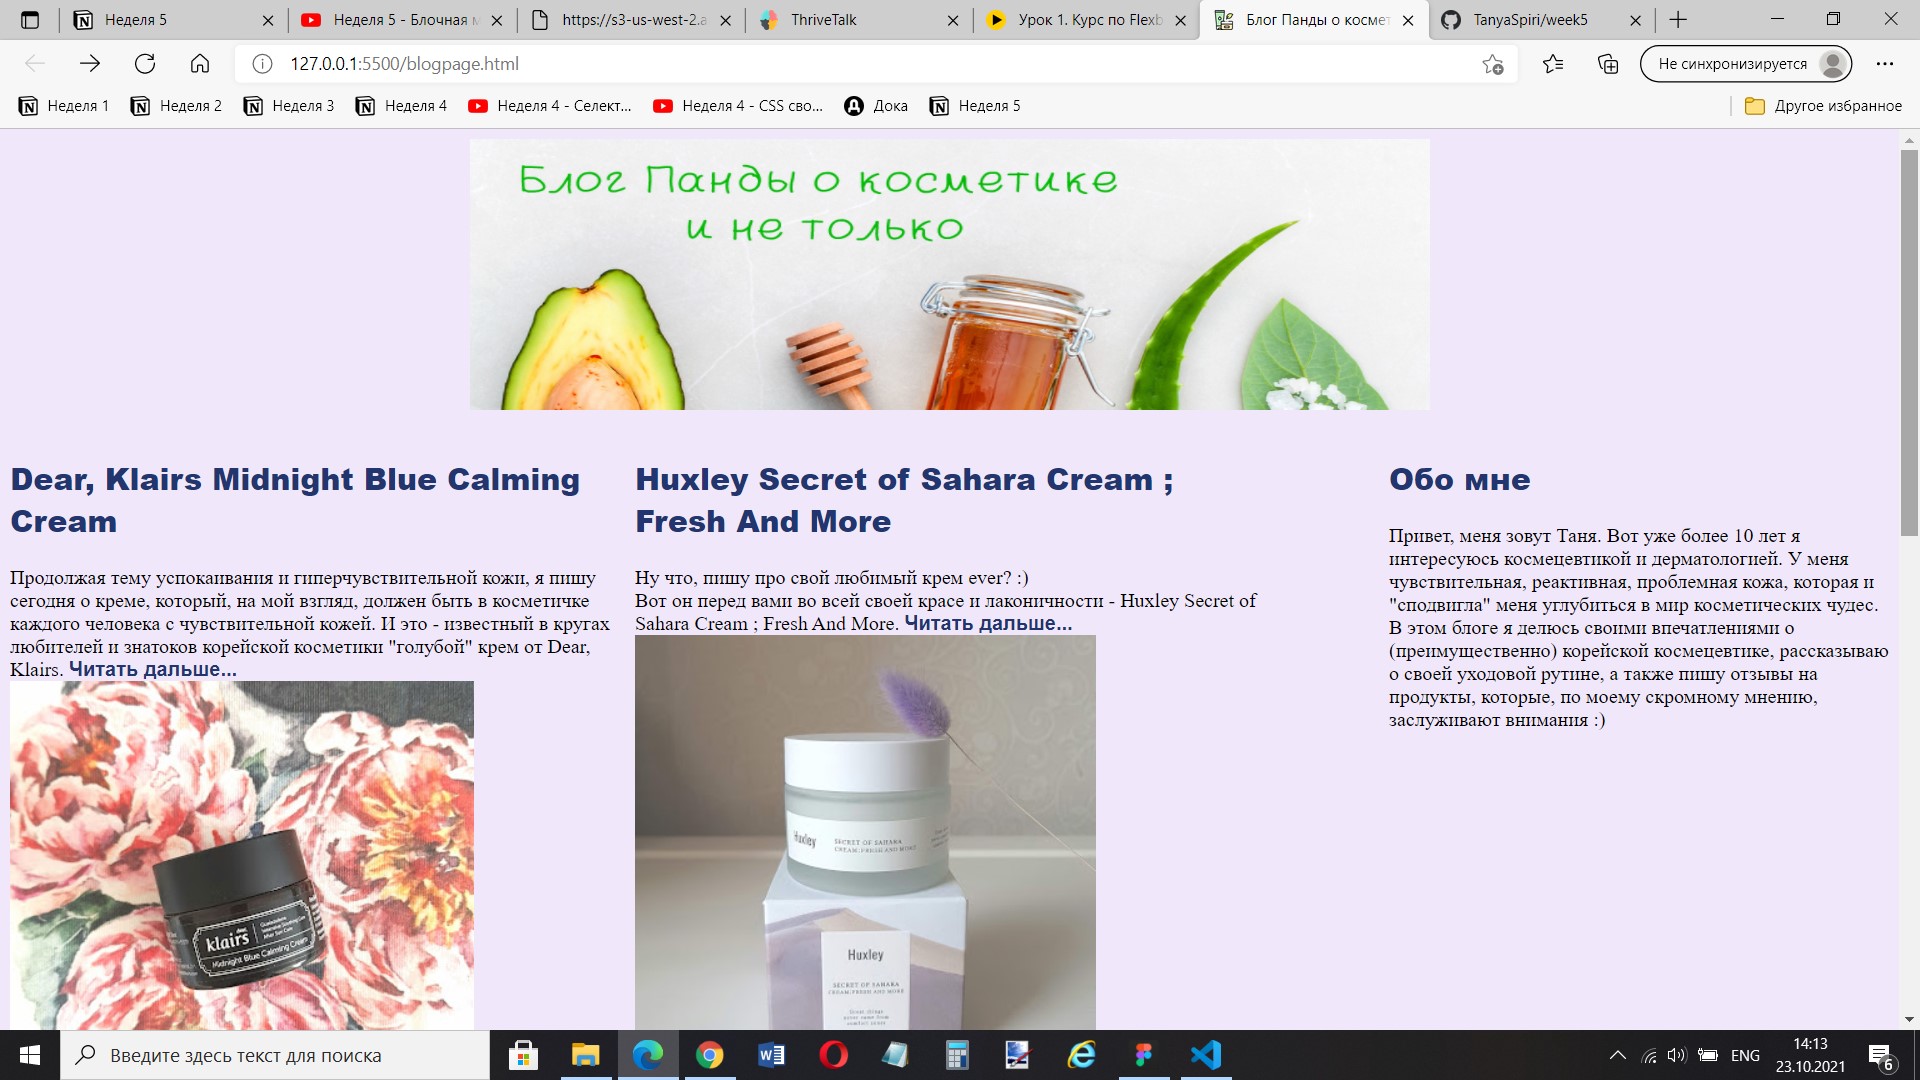 Неделя 5
Неделя 5 - Блочная м
https://s3-us-west-2.a
ThriveTalk
Урок 1. Курс по Flexb
Блог Панды о космет
TanyaSpiri/week5
127.0.0.1:5500/blogpage.html
Не синхронизируется
Неделя 1
Неделя 2
Неделя 3
Неделя 4
Неделя 4 - Селект...
Неделя 4 - CSS сво...
Дока
Неделя 5
Другое избранное
Блог Панды о косметике
и не только
Dear, Klairs Midnight Blue Calming
Cream
Продолжая тему успокаивания и гиперчувствительной кожи, я пишу
сегодня о креме, который, на мой взгляд, должен быть в косметичке
каждого человека с чувствительной кожей. И это - известный в кругах
любителей и знатоков корейской косметики "голубой" крем от Dear,
Klairs. Читать дальше...
dear,
klairs
Midnight Blue Calming Cream
Huxley Secret of Sahara Cream ;
Fresh And More
Ну что, пишу про свой любимый крем ever? :)
Вот он перед вами во всей своей красе и лаконичности - Huxley Secret of
Sahara Cream ; Fresh And More. Читать дальше...
Huxley
SECRET OF SAHARA
CREAM; FRESH AND MORE
Huxley
SECRET OF SAHARA
CREAM; FRESH AND MORE
Обо мне
Привет, меня зовут Таня. Вот уже более 10 лет я
интересуюсь космецевтикой и дерматологией. У меня
чувствительная, реактивная, проблемная кожа, которая и
"сподвигла" меня углубиться в мир косметических чудес.
В этом блоге я делюсь своими впечатлениями о
(преимущественно) корейской космецевтике, рассказываю
о своей уходовой рутине, а также пишу отзывы на
продукты, которые, по моему скромному мнению,
заслуживают внимания :)
Введите здесь текст для поиска
ENG
14:13
23.10.2021
6